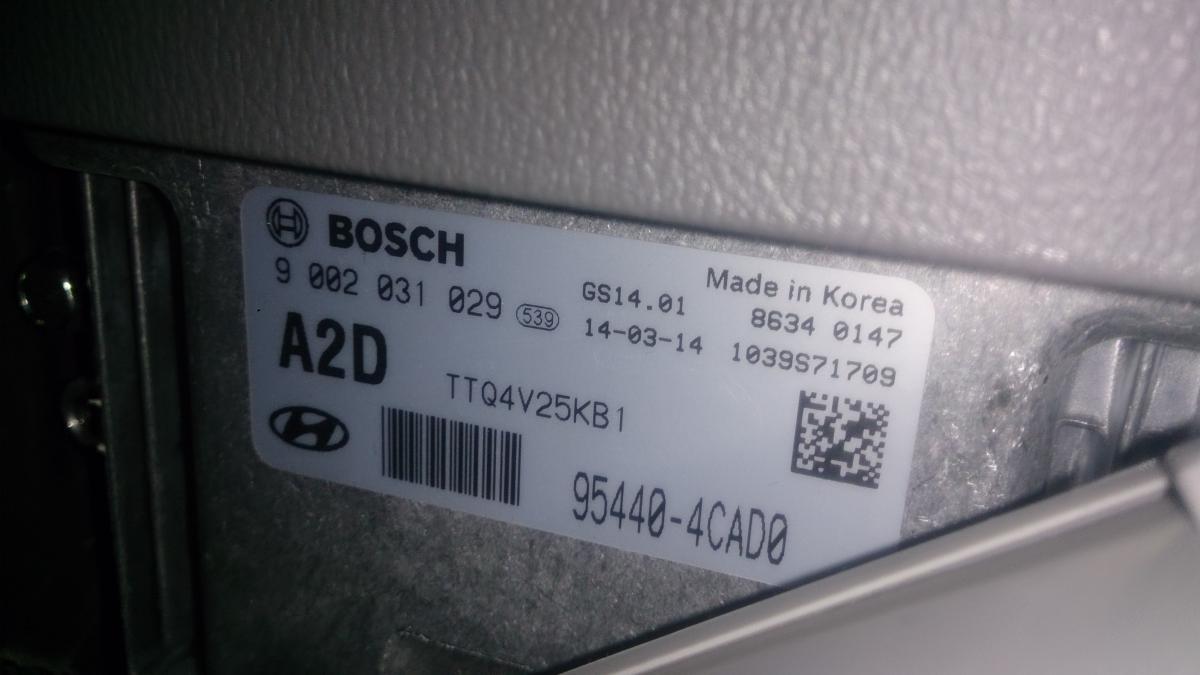 BOSCH
9 002 031 029 539
GS14.01
14-03-14
Made in Korea
8634 0147
1039S71709
A2D
TTQ4V25KB1
95440-4CAD0